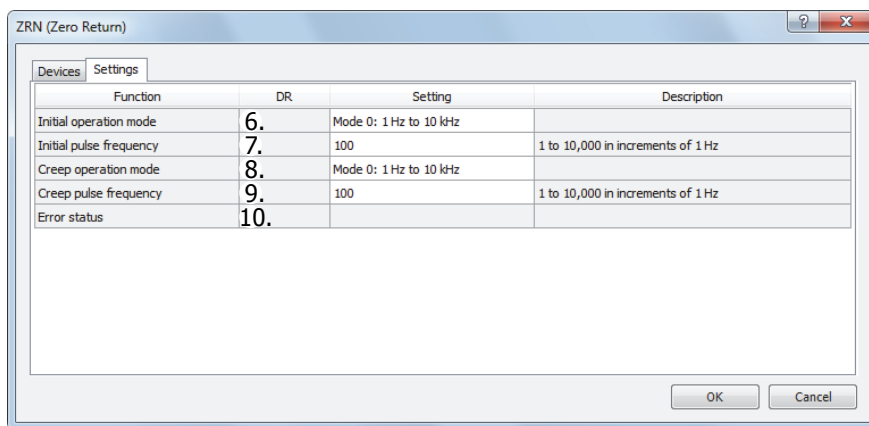 ZRN (Zero Return)
Devices Settings
Function DR Setting Description
Initial operation mode 6. Mode 0: 1 Hz to 10 kHz
Initial pulse frequency 7. 100 1 to 10,000 in increments of 1 Hz
Creep operation mode 8. Mode 0: 1 Hz to 10 kHz
Creep pulse frequency 9. 100 1 to 10,000 in increments of 1 Hz
Error status 10.
OK Cancel